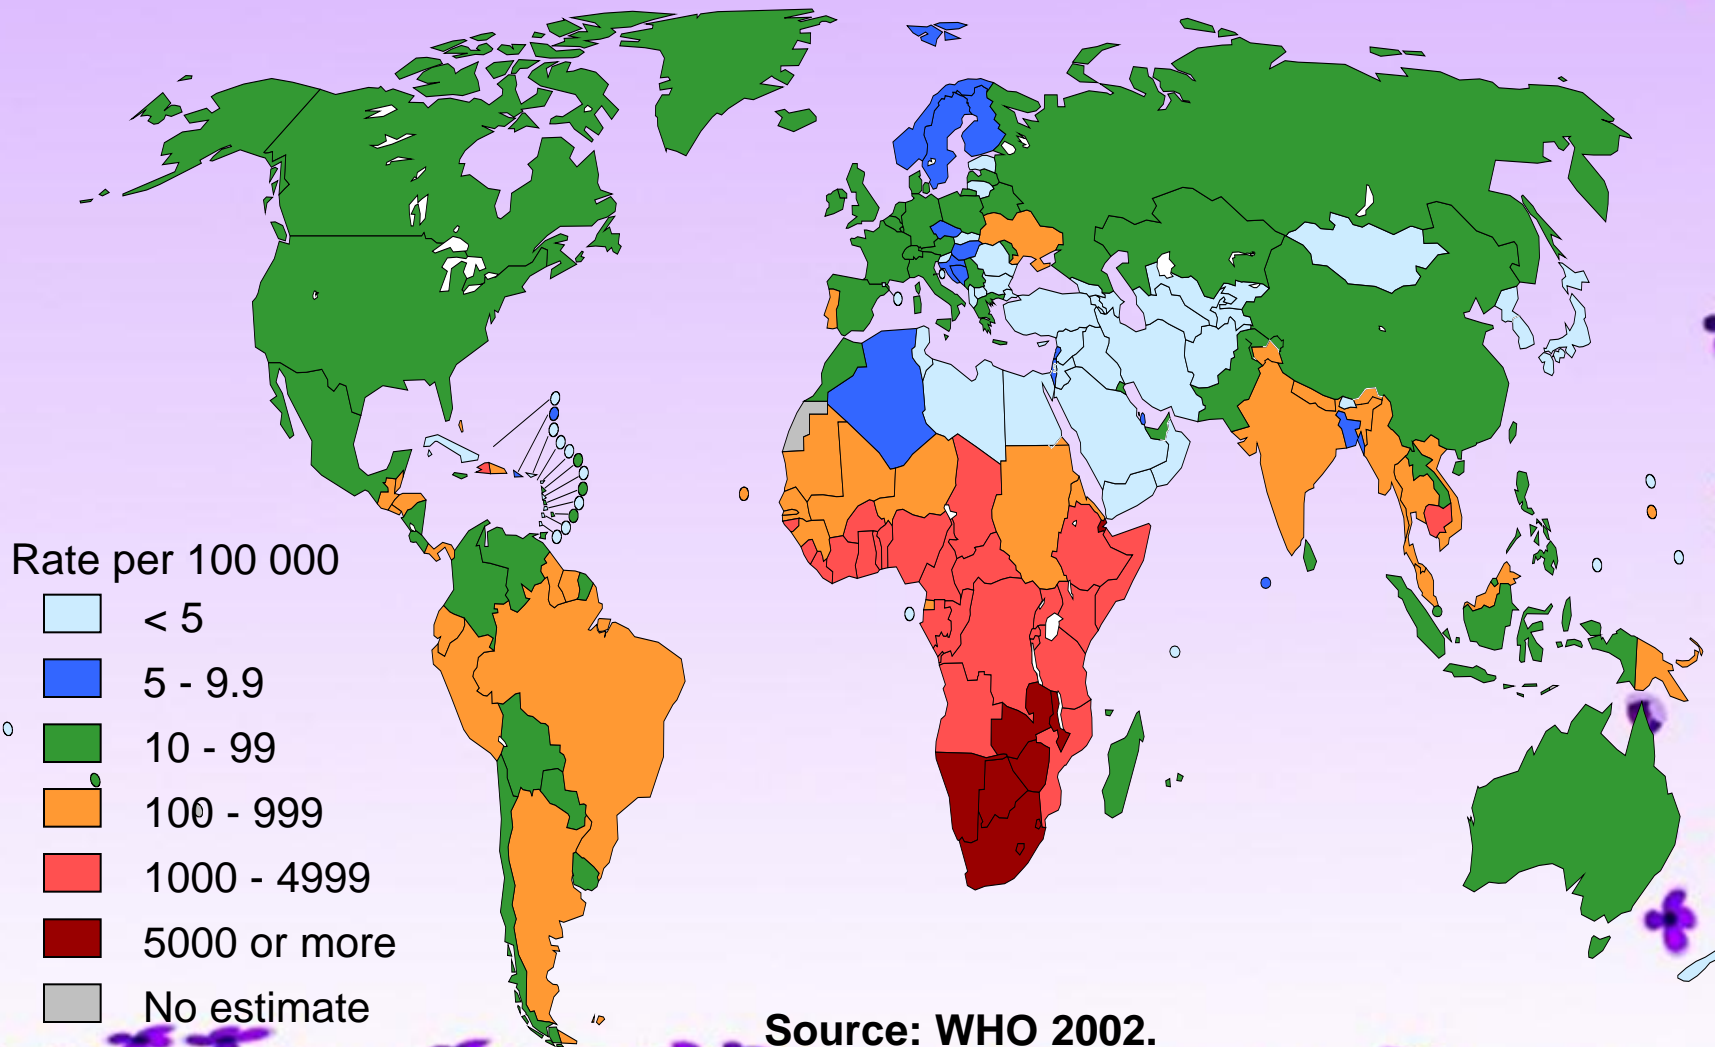 Rate per 100 000
< 5
5 - 9.9
10 - 99
100 - 999
1000 - 4999
5000 or more
No estimate
Source: WHO 2002.